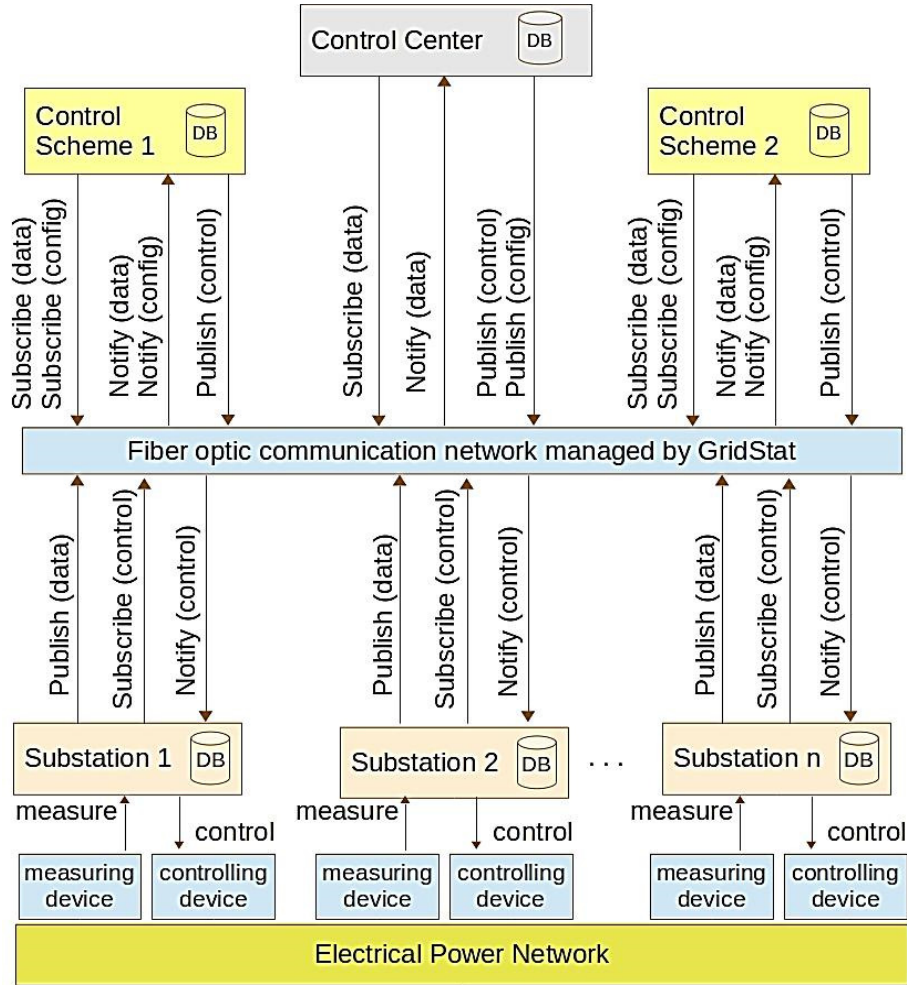 Control Center
DB
Control
Scheme 1
DB
Control
Scheme 2
DB
Subscribe (data)
Subscribe (config)
Notify (data)
Notify (config)
Publish (control)
Subscribe (data)
Notify (data)
Publish (control)
Publish (config)
Subscribe (data)
Subscribe (config)
Notify (data)
Notify (config)
Publish (control)
Fiber optic communication network managed by GridStat
Publish (data)
Subscribe (control)
Notify (control)
Publish (data)
Subscribe (control)
Notify (control)
Publish (data)
Subscribe (control)
Notify (control)
Substation 1
DB
Substation 2
DB
. . .
Substation n
DB
measure
control
measure
control
measure
control
measuring
device
controlling
device
measuring
device
controlling
device
measuring
device
controlling
device
Electrical Power Network